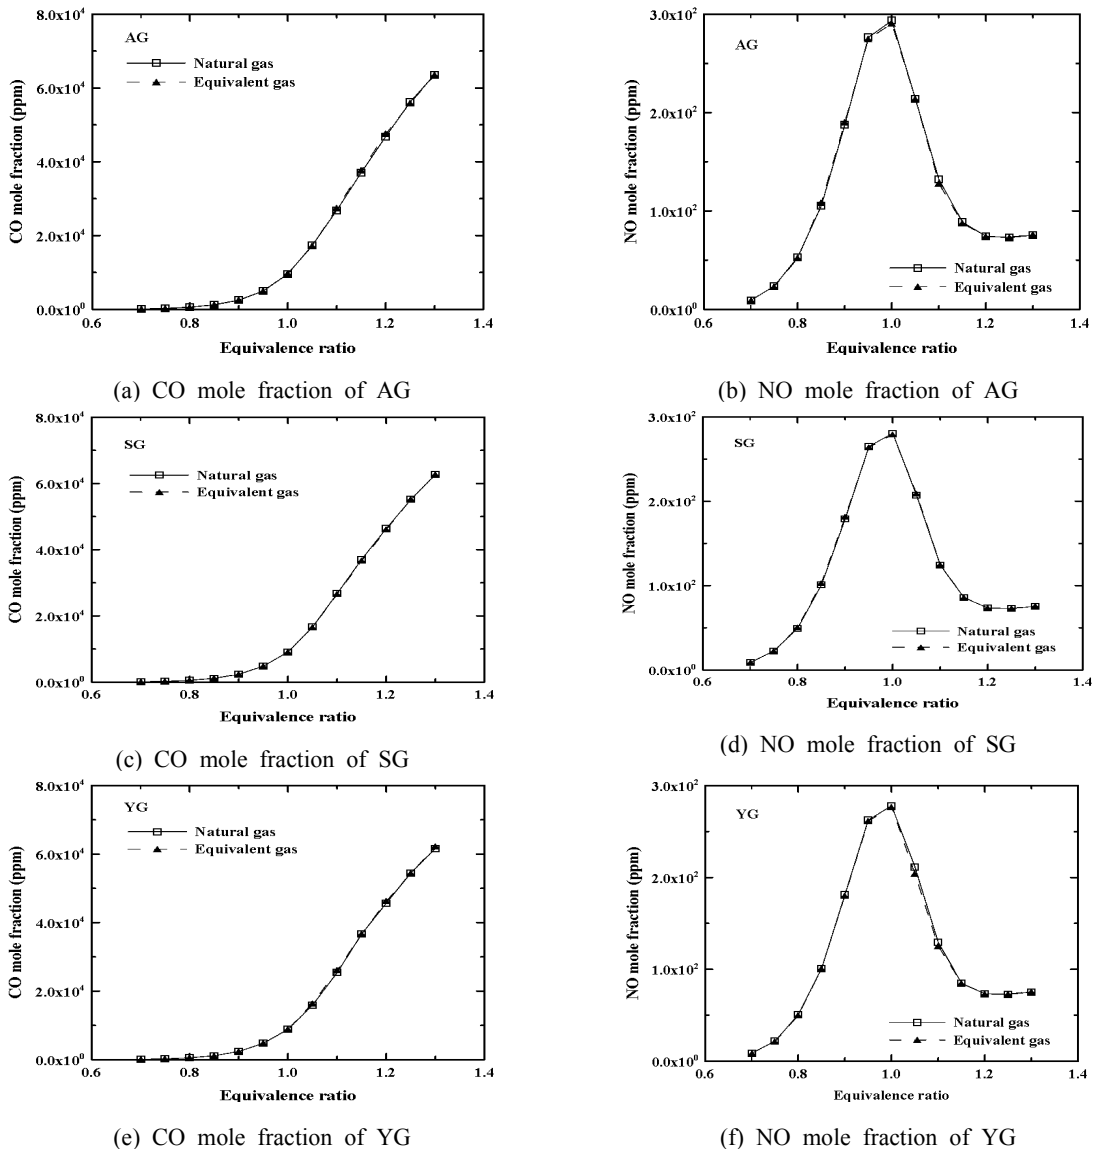 8.0x10⁴
6.0x10⁴
4.0x10⁴
2.0x10⁴
0.0x10⁰
CO mole fraction (ppm)
AG
Natural gas
Equivalent gas
0.6 0.8 1.0 1.2 1.4
Equivalence ratio
(a) CO mole fraction of AG
3.0x10²
2.0x10²
1.0x10²
0.0x10⁰
NO mole fraction (ppm)
AG
Natural gas
Equivalent gas
0.6 0.8 1.0 1.2 1.4
Equivalence ratio
(b) NO mole fraction of AG
8.0x10⁴
6.0x10⁴
4.0x10⁴
2.0x10⁴
0.0x10⁰
CO mole fraction (ppm)
SG
Natural gas
Equivalent gas
0.6 0.8 1.0 1.2 1.4
Equivalence ratio
(c) CO mole fraction of SG
3.0x10²
2.0x10²
1.0x10²
0.0x10⁰
NO mole fraction (ppm)
SG
Natural gas
Equivalent gas
0.6 0.8 1.0 1.2 1.4
Equivalence ratio
(d) NO mole fraction of SG
8.0x10⁴
6.0x10⁴
4.0x10⁴
2.0x10⁴
0.0x10⁰
CO mole fraction (ppm)
YG
Natural gas
Equivalent gas
0.6 0.8 1.0 1.2 1.4
Equivalence ratio
(e) CO mole fraction of YG
3.0x10²
2.0x10²
1.0x10²
0.0x10⁰
NO mole fraction (ppm)
YG
Natural gas
Equivalent gas
0.6 0.8 1.0 1.2 1.4
Equivalence ratio
(f) NO mole fraction of YG